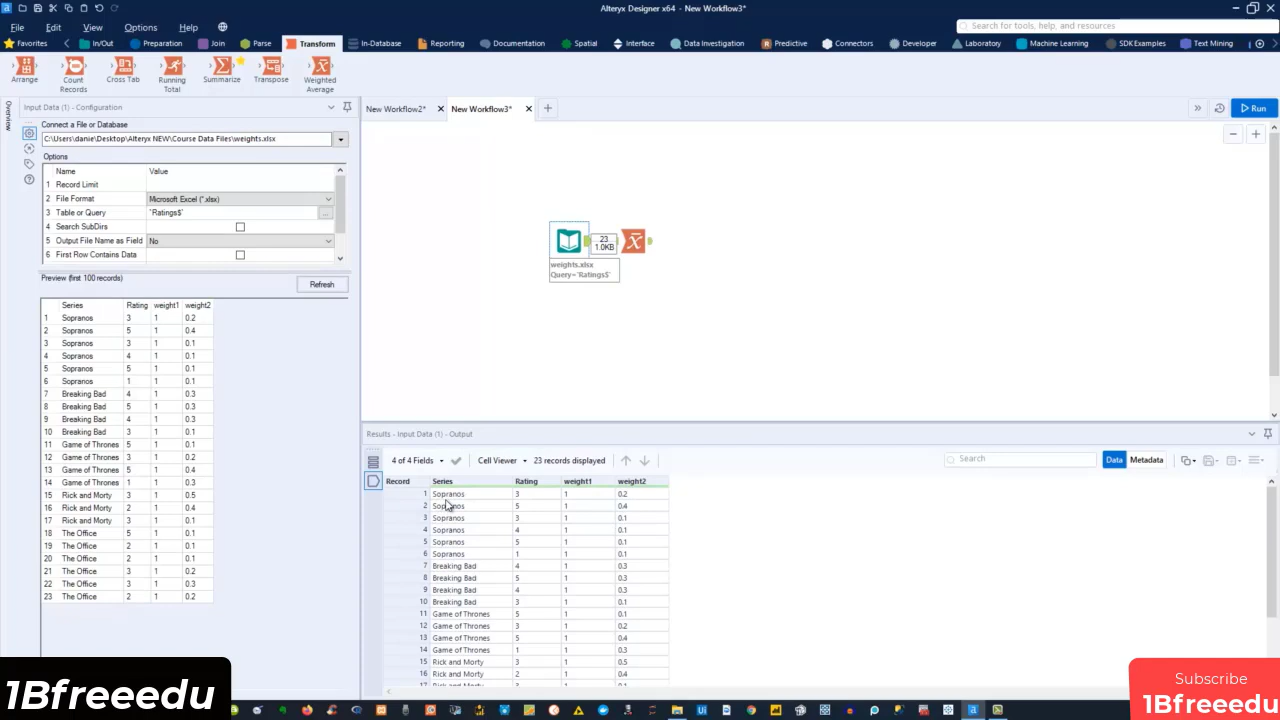 Alteryx Designer x64 - New Workflow3*
File Edit View Options Help
Search for tools, help, and resources
Favorites In/Out Preparation Join Parse Transform In-Database Reporting Documentation Spatial Interface Data Investigation Predictive Connectors Developer Laboratory Machine Learning SDK Examples Text Mining
Arrange
Count Records
Cross Tab
Running Total
Summarize
Transpose
Weighted Average
Overview
Input Data (1) - Configuration
Connect a File or Database
C:\Users\danie\Desktop\Alteryx NEW\Course Data Files\weights.xlsx
Options
Name Value
1 Record Limit
2 File Format Microsoft Excel (*.xlsx)
3 Table or Query `Ratings$` ...
4 Search SubDirs
5 Output File Name as Field No
6 First Row Contains Data
Preview (first 100 records)
Refresh
Series Rating weight1 weight2
1 Sopranos 3 1 0.2
2 Sopranos 5 1 0.4
3 Sopranos 3 1 0.1
4 Sopranos 4 1 0.1
5 Sopranos 5 1 0.1
6 Sopranos 1 1 0.1
7 Breaking Bad 4 1 0.3
8 Breaking Bad 5 1 0.3
9 Breaking Bad 4 1 0.3
10 Breaking Bad 3 1 0.1
11 Game of Thrones 5 1 0.1
12 Game of Thrones 3 1 0.2
13 Game of Thrones 5 1 0.4
14 Game of Thrones 1 1 0.3
15 Rick and Morty 3 1 0.5
16 Rick and Morty 2 1 0.4
17 Rick and Morty 3 1 0.1
18 The Office 5 1 0.1
19 The Office 2 1 0.1
20 The Office 2 1 0.1
21 The Office 3 1 0.2
22 The Office 3 1 0.3
23 The Office 2 1 0.2
New Workflow2* New Workflow3*
Run
23
1.0KB
weights.xlsx
Query=`Ratings$`
Results - Input Data (1) - Output
4 of 4 Fields Cell Viewer 23 records displayed Search Data Metadata
Record Series Rating weight1 weight2
1 Sopranos 3 1 0.2
2 Sopranos 5 1 0.4
3 Sopranos 3 1 0.1
4 Sopranos 4 1 0.1
5 Sopranos 5 1 0.1
6 Sopranos 1 1 0.1
7 Breaking Bad 4 1 0.3
8 Breaking Bad 5 1 0.3
9 Breaking Bad 4 1 0.3
10 Breaking Bad 3 1 0.1
11 Game of Thrones 5 1 0.1
12 Game of Thrones 3 1 0.2
13 Game of Thrones 5 1 0.4
14 Game of Thrones 1 1 0.3
15 Rick and Morty 3 1 0.5
16 Rick and Morty 2 1 0.4
1Bfreeedu
Subscribe
1Bfreeedu